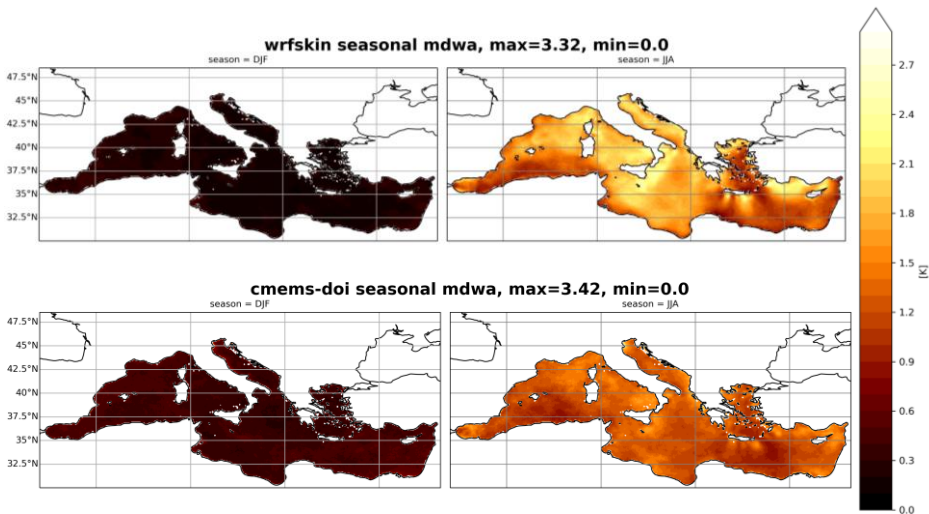 wrfskin seasonal mdwa, max=3.32, min=0.0
season = DJF
season = JJA
47.5°N
45°N
42.5°N
40°N
37.5°N
35°N
32.5°N
cmems-doi seasonal mdwa, max=3.42, min=0.0
season = DJF
season = JJA
47.5°N
45°N
42.5°N
40°N
37.5°N
35°N
32.5°N
2.7
2.4
2.1
1.8
1.5
1.2
0.9
0.6
0.3
0.0
[K]